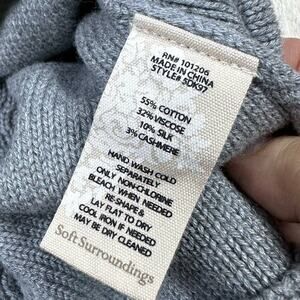 RN# 101206
MADE IN CHINA
STYLE# 5DK97
55% COTTON
32% VISCOSE
10% SILK
3% CASHMERE
HAND WASH COLD
SEPARATELY
ONLY NON-CHLORINE
BLEACH WHEN NEEDED
RE-SHAPE &
LAY FLAT TO DRY
COOL IRON IF NEEDED
MAY BE DRY CLEANED
Soft Surroundings